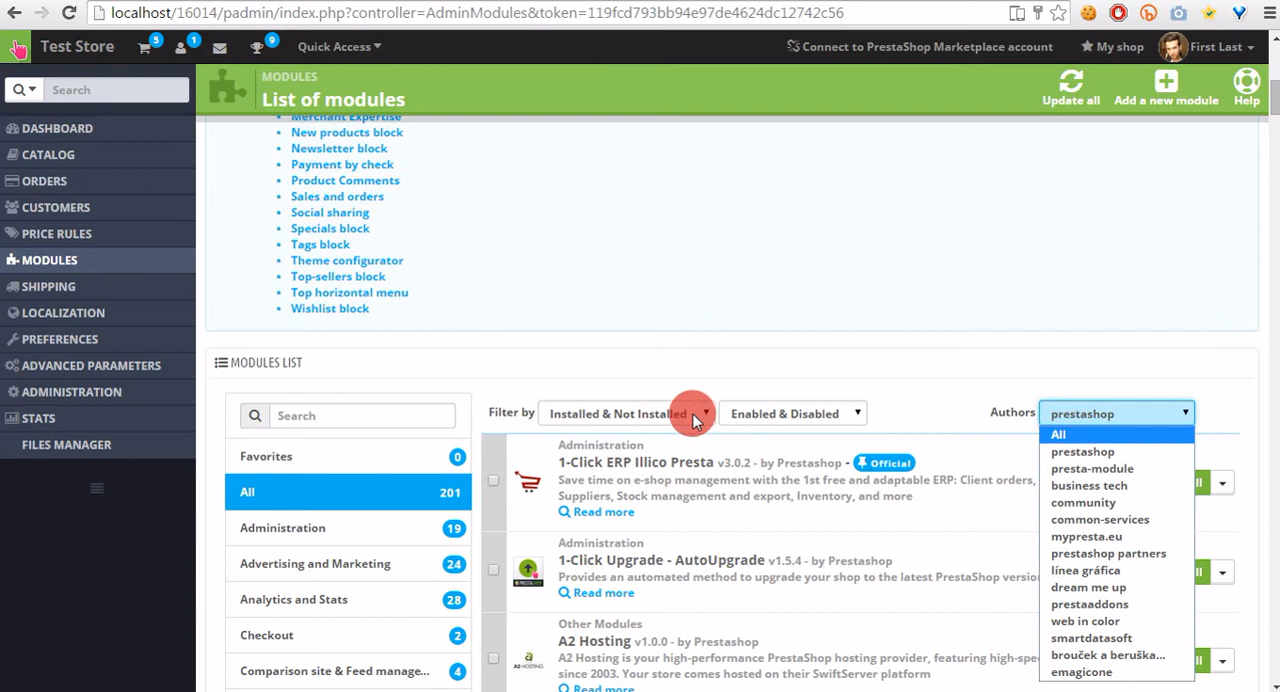 localhost/16014/padmin/index.php?controller=AdminModules&token=119fcd793bb94e97de4624dc12742c56
Test Store 5 1 9 Quick Access Connect to PrestaShop Marketplace account My shop First Last
Search
MODULES
List of modules
Update all Add a new module Help
DASHBOARD
CATALOG
ORDERS
CUSTOMERS
PRICE RULES
MODULES
SHIPPING
LOCALIZATION
PREFERENCES
ADVANCED PARAMETERS
ADMINISTRATION
STATS
FILES MANAGER
Merchant Expertise
New products block
Newsletter block
Payment by check
Product Comments
Sales and orders
Social sharing
Specials block
Tags block
Theme configurator
Top-sellers block
Top horizontal menu
Wishlist block
MODULES LIST
Search
Favorites 0
All 201
Administration 19
Advertising and Marketing 24
Analytics and Stats 28
Checkout 2
Comparison site & Feed manage... 4
Filter by Installed & Not Installed Enabled & Disabled Authors prestashop
Administration
1-Click ERP Illico Presta v3.0.2 - by Prestashop - Official
Save time on e-shop management with the 1st free and adaptable ERP: Client orders,
Suppliers, Stock management and export, Inventory, and more
Read more
Administration
1-Click Upgrade - AutoUpgrade v1.5.4 - by Prestashop
Provides an automated method to upgrade your shop to the latest PrestaShop versio
Read more
Other Modules
A2 Hosting v1.0.0 - by Prestashop
A2 HOSTING
A2 Hosting is your high-performance PrestaShop hosting provider, featuring high-spe
since 2003. Your store comes hosted on their SwiftServer platform
Read more
All
prestashop
presta-module
business tech
community
common-services
mypresta.eu
prestashop partners
línea gráfica
dream me up
prestaaddons
web in color
smartdatasoft
brouček a beruška...
emagicone